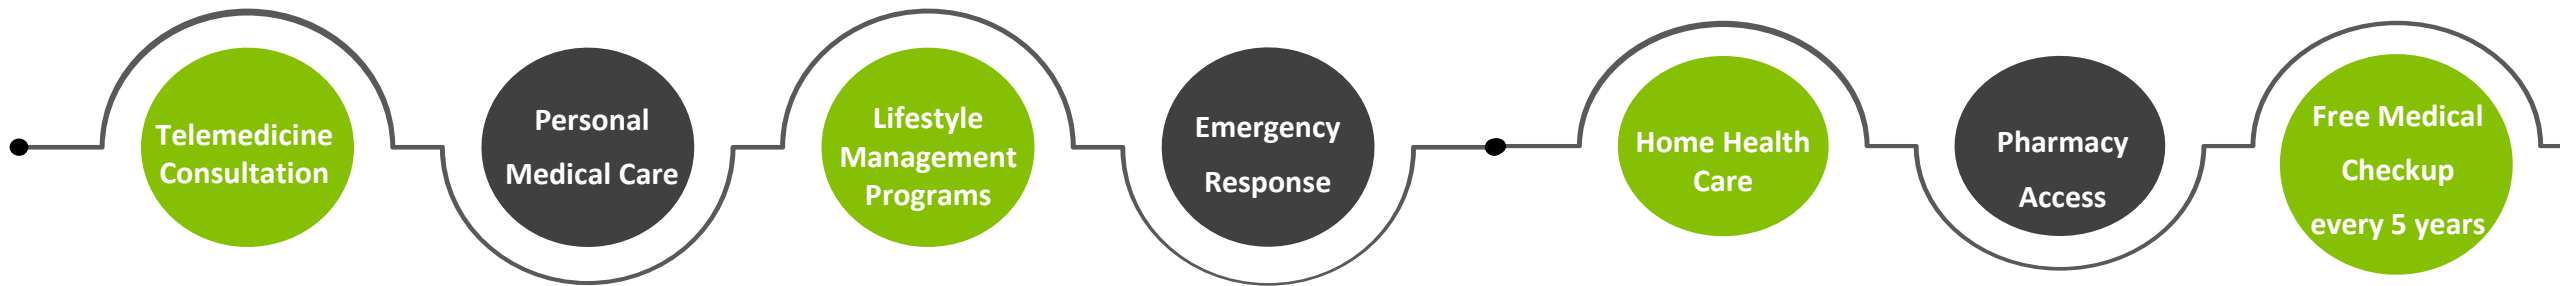 Telemedicine
Consultation
Personal
Medical Care
Lifestyle
Management
Programs
Emergency
Response
Home Health
Care
Pharmacy
Access
Free Medical
Checkup
every 5 years